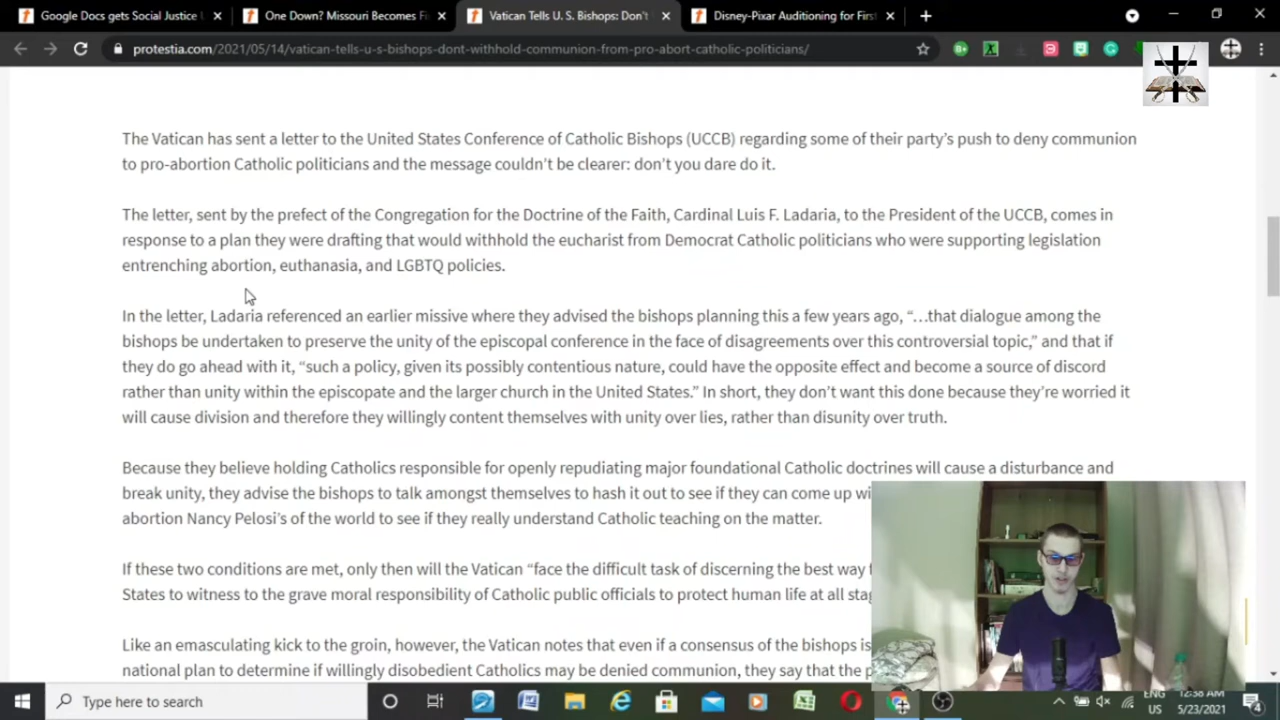 Google Docs gets Social Justice
One Down? Missouri Becomes Fi
Vatican Tells U. S. Bishops: Don't
Disney-Pixar Auditioning for First
protestia.com/2021/05/14/vatican-tells-u-s-bishops-dont-withhold-communion-from-pro-abort-catholic-politicians/
The Vatican has sent a letter to the United States Conference of Catholic Bishops (UCCB) regarding some of their party's push to deny communion
to pro-abortion Catholic politicians and the message couldn't be clearer: don't you dare do it.
The letter, sent by the prefect of the Congregation for the Doctrine of the Faith, Cardinal Luis F. Ladaria, to the President of the UCCB, comes in
response to a plan they were drafting that would withhold the eucharist from Democrat Catholic politicians who were supporting legislation
entrenching abortion, euthanasia, and LGBTQ policies.
In the letter, Ladaria referenced an earlier missive where they advised the bishops planning this a few years ago, “…that dialogue among the
bishops be undertaken to preserve the unity of the episcopal conference in the face of disagreements over this controversial topic,” and that if
they do go ahead with it, “such a policy, given its possibly contentious nature, could have the opposite effect and become a source of discord
rather than unity within the episcopate and the larger church in the United States.” In short, they don't want this done because they're worried it
will cause division and therefore they willingly content themselves with unity over lies, rather than disunity over truth.
Because they believe holding Catholics responsible for openly repudiating major foundational Catholic doctrines will cause a disturbance and
break unity, they advise the bishops to talk amongst themselves to hash it out to see if they can come up wi
abortion Nancy Pelosi's of the world to see if they really understand Catholic teaching on the matter.
If these two conditions are met, only then will the Vatican “face the difficult task of discerning the best way f
States to witness to the grave moral responsibility of Catholic public officials to protect human life at all stag
Like an emasculating kick to the groin, however, the Vatican notes that even if a consensus of the bishops is
national plan to determine if willingly disobedient Catholics may be denied communion, they say that the p
Type here to search
ENG
US
12:38 AM
5/23/2021
4